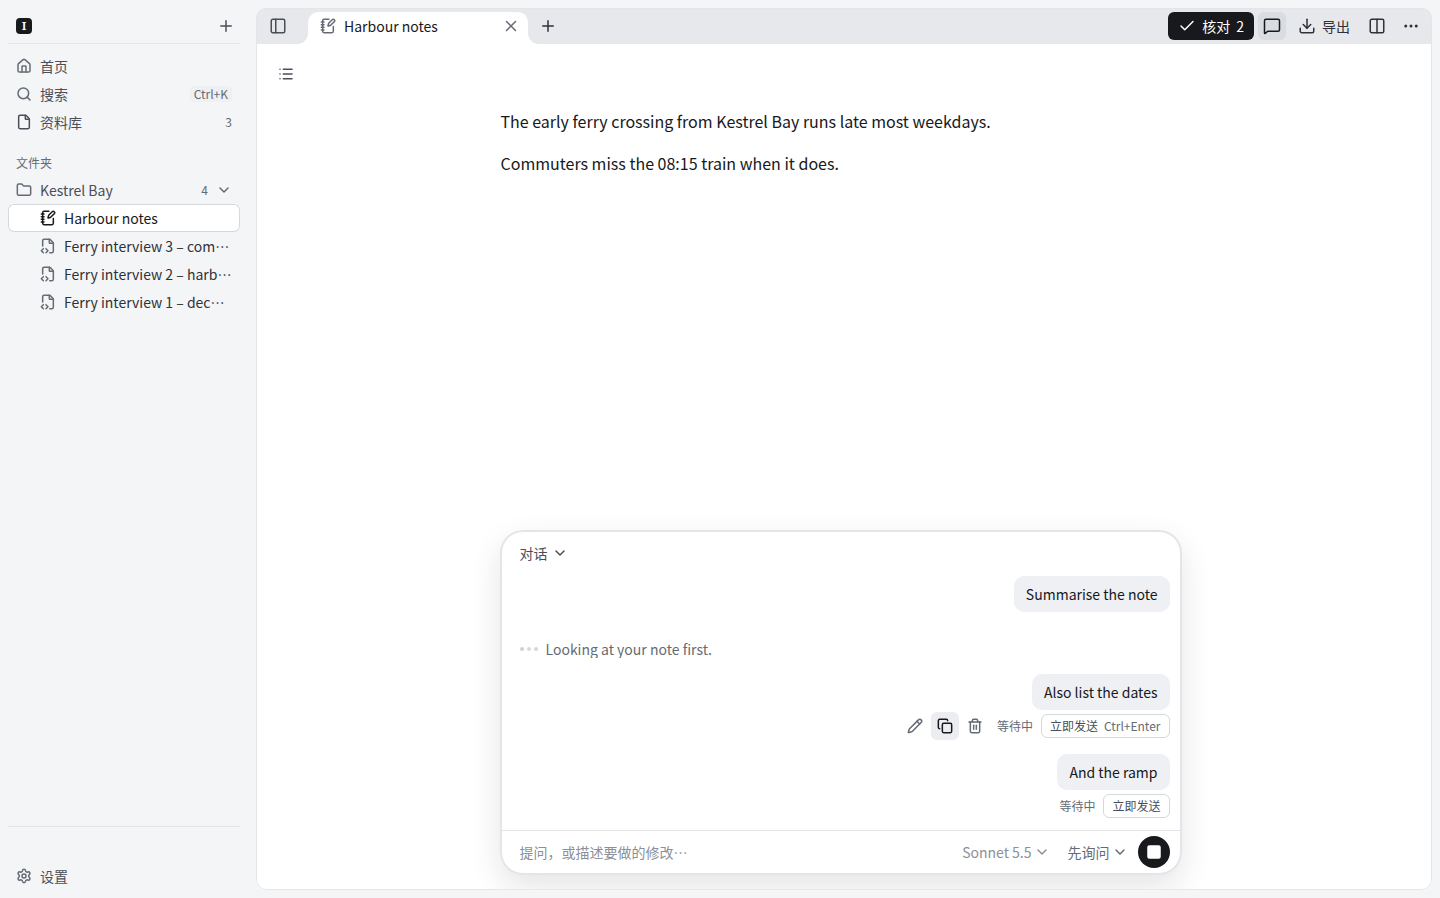 I
首页
搜索 Ctrl+K
资料库 3
文件夹
Kestrel Bay 4
Harbour notes
Ferry interview 3 – com…
Ferry interview 2 – harb…
Ferry interview 1 – dec…
设置
Harbour notes
核对 2
导出
The early ferry crossing from Kestrel Bay runs late most weekdays.
Commuters miss the 08:15 train when it does.
对话
Summarise the note
Looking at your note first.
Also list the dates
等待中 立即发送 Ctrl+Enter
And the ramp
等待中 立即发送
提问，或描述要做的修改… Sonnet 5.5 先询问